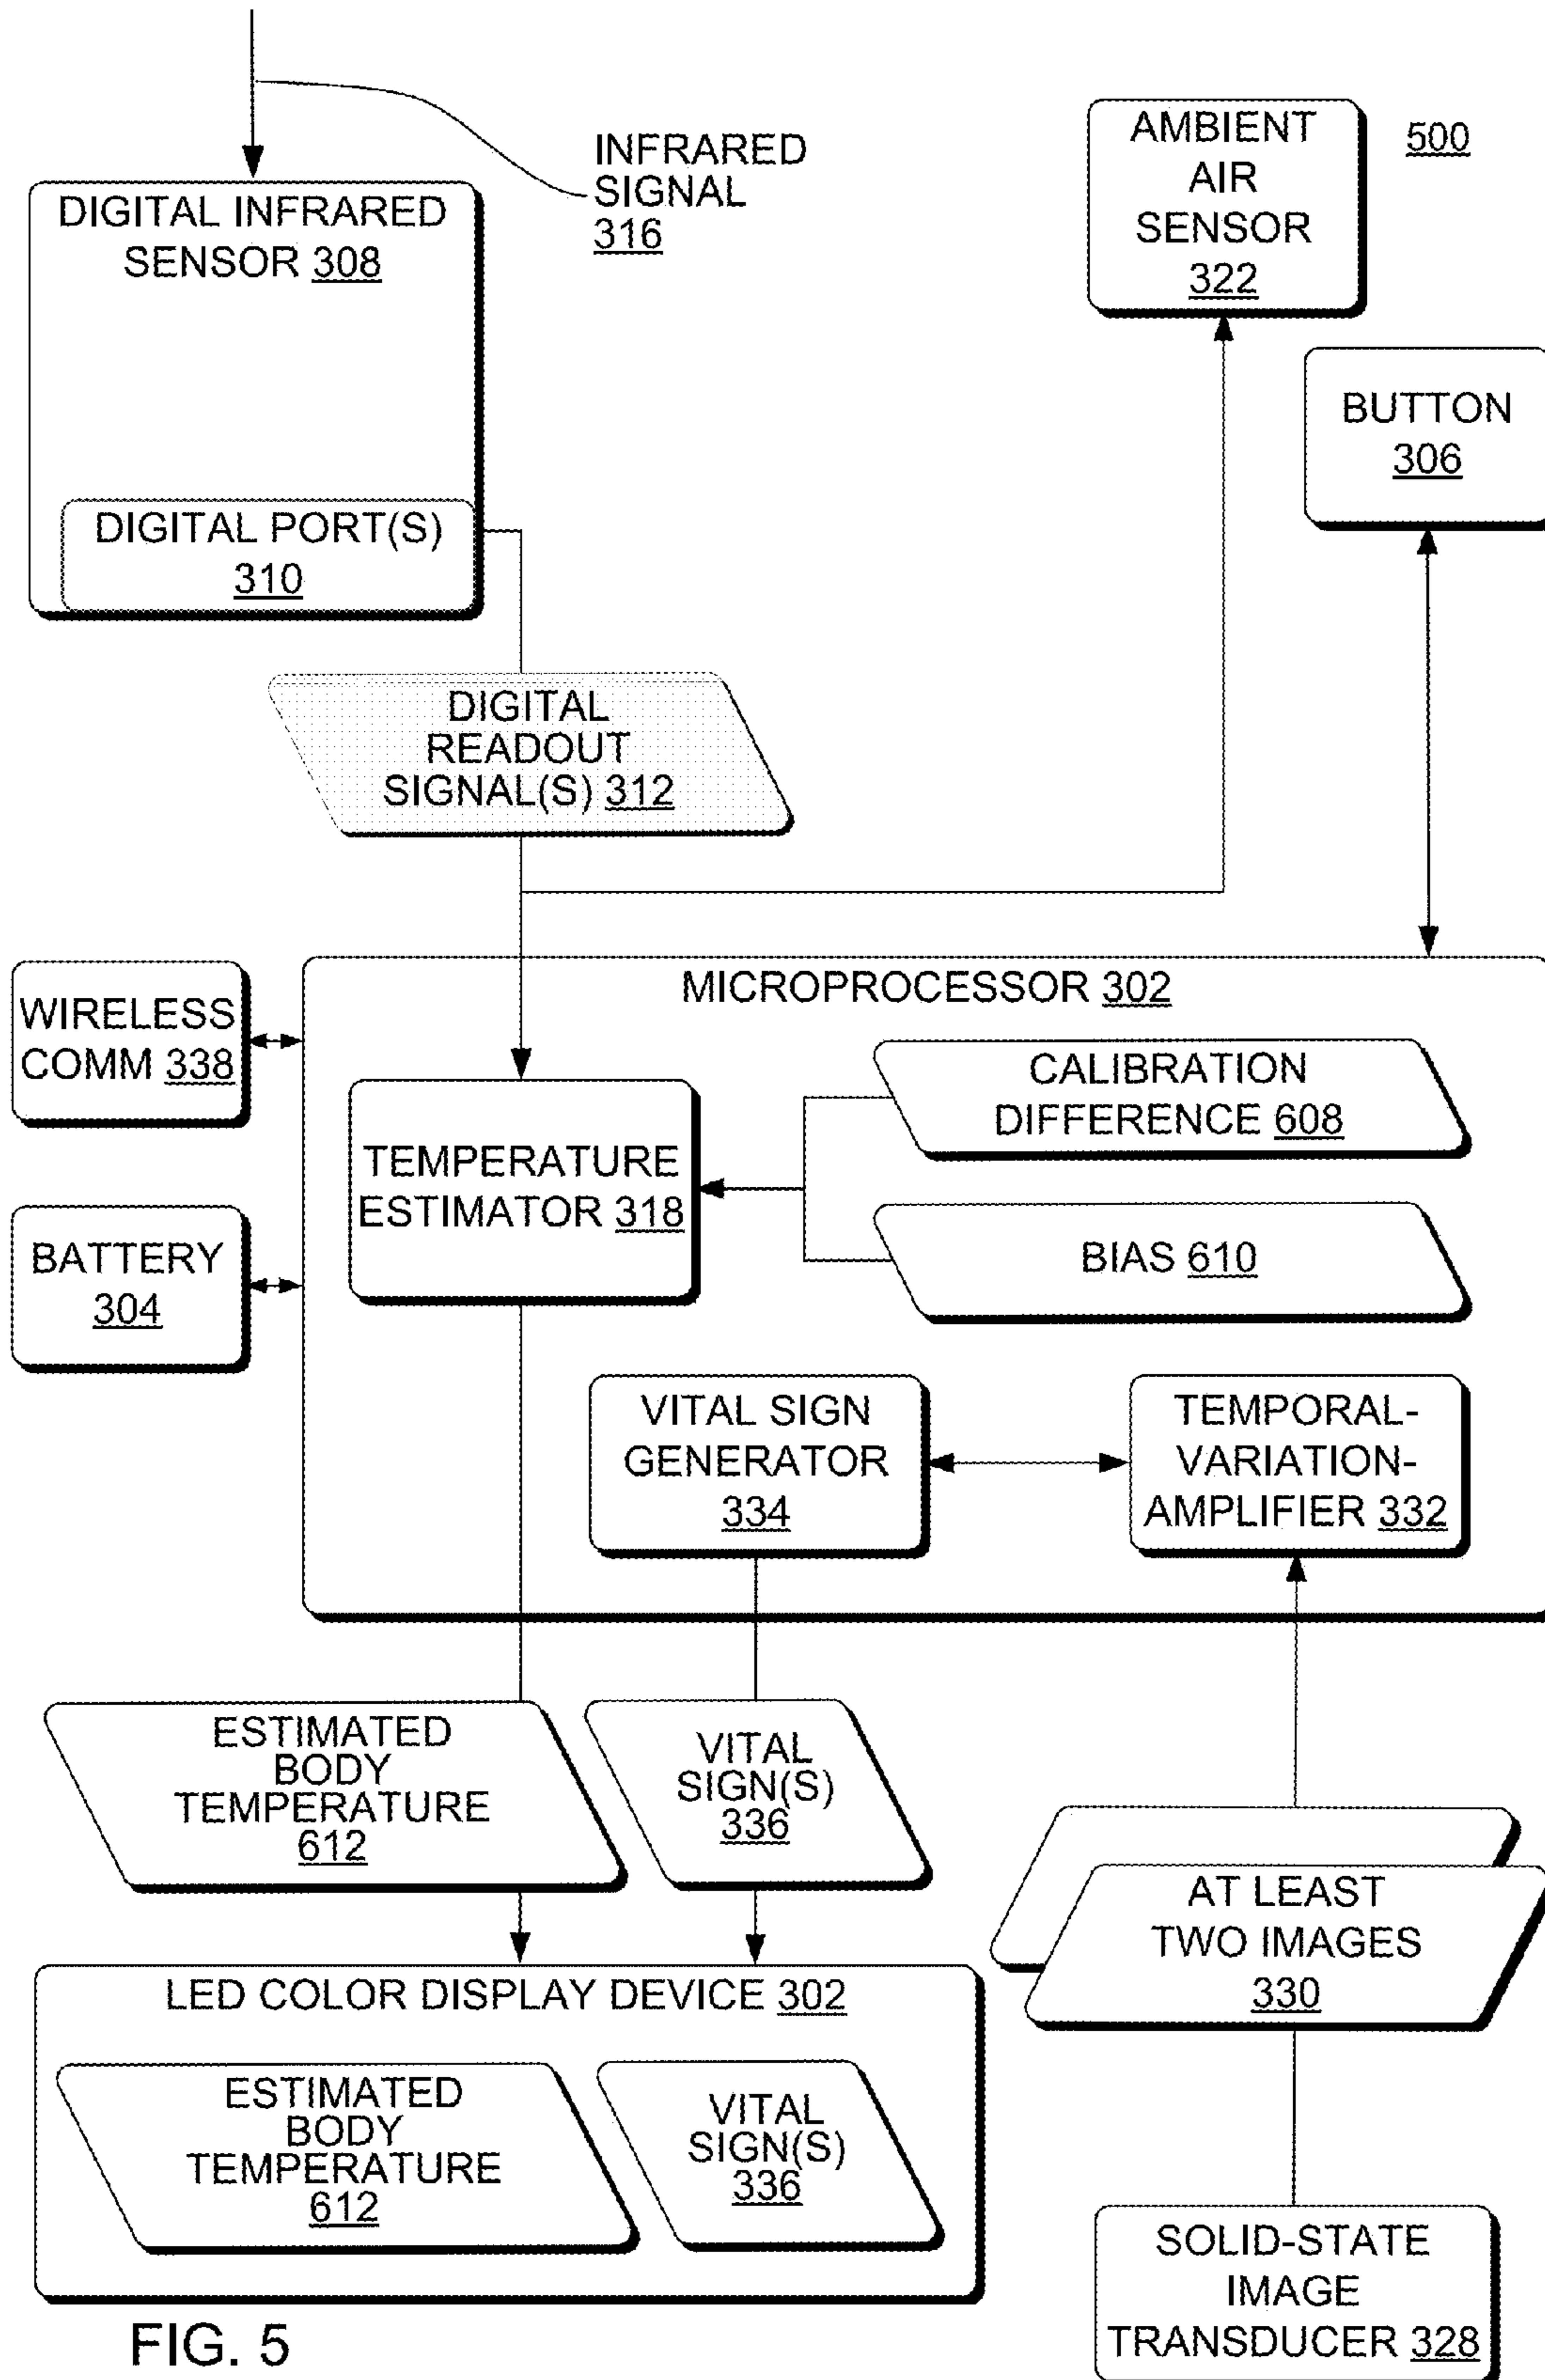 INFRARED
SIGNAL
316
AMBIENT
AIR
SENSOR
322
500
DIGITAL INFRARED
SENSOR 308
BUTTON
306
DIGITAL PORT(S)
310
DIGITAL
READOUT
SIGNAL(S) 312
MICROPROCESSOR 302
WIRELESS
COMM 338
CALIBRATION
DIFFERENCE 608
TEMPERATURE
ESTIMATOR 318
BATTERY
304
BIAS 610
VITAL SIGN
GENERATOR
334
TEMPORAL-
VARIATION-
AMPLIFIER 332
ESTIMATED
BODY
TEMPERATURE
612
VITAL
SIGN(S)
336
AT LEAST
TWO IMAGES
330
LED COLOR DISPLAY DEVICE 302
ESTIMATED
BODY
TEMPERATURE
612
VITAL
SIGN(S)
336
SOLID-STATE
IMAGE
TRANSDUCER 328
FIG. 5